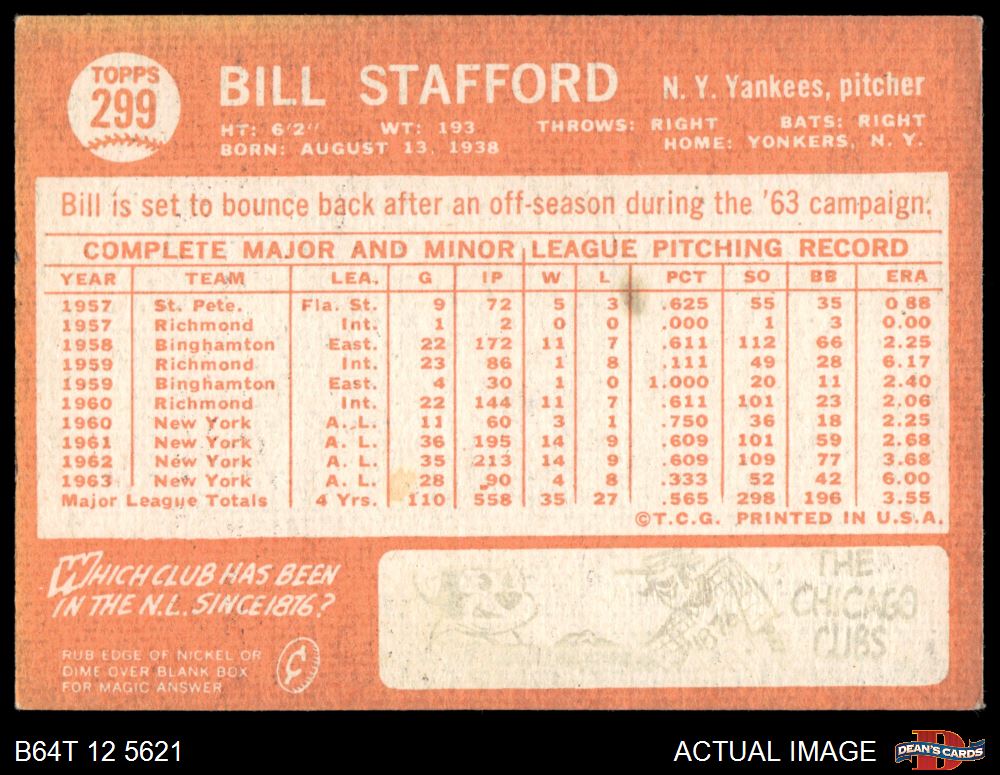 TOPPS
299
BILL STAFFORD
N. Y. Yankees, pitcher
HT: 6'2" WT: 193 THROWS: RIGHT BATS: RIGHT
BORN: AUGUST 13, 1938 HOME: YONKERS, N. Y.
Bill is set to bounce back after an off-season during the '63 campaign.
COMPLETE MAJOR AND MINOR LEAGUE PITCHING RECORD
YEAR TEAM LEA. G IP W L PCT SO BB ERA
1957 St. Pete. Fla. St. 9 72 5 3 .625 55 35 0.88
1957 Richmond Int. 1 2 0 0 .000 1 3 0.00
1958 Binghamton East. 22 172 11 7 .611 112 66 2.25
1959 Richmond Int. 23 86 1 8 .111 49 28 6.17
1959 Binghamton East. 4 30 1 0 1.000 20 11 2.40
1960 Richmond Int. 22 144 11 7 .611 101 23 2.06
1960 New York A. L. 11 60 3 1 .750 36 18 2.25
1961 New York A. L. 36 195 14 9 .609 101 59 2.68
1962 New York A. L. 35 213 14 9 .609 109 77 3.68
1963 New York A. L. 28 90 4 8 .333 52 42 6.00
Major League Totals 4 Yrs. 110 558 35 27 .565 298 196 3.55
©T.C.G. PRINTED IN U.S.A.
WHICH CLUB HAS BEEN
IN THE N.L. SINCE 1876?
RUB EDGE OF NICKEL OR
DIME OVER BLANK BOX
FOR MAGIC ANSWER
¢
THE
CHICAGO
CUBS
1876
B64T 12 5621
ACTUAL IMAGE
DEAN'S CARDS